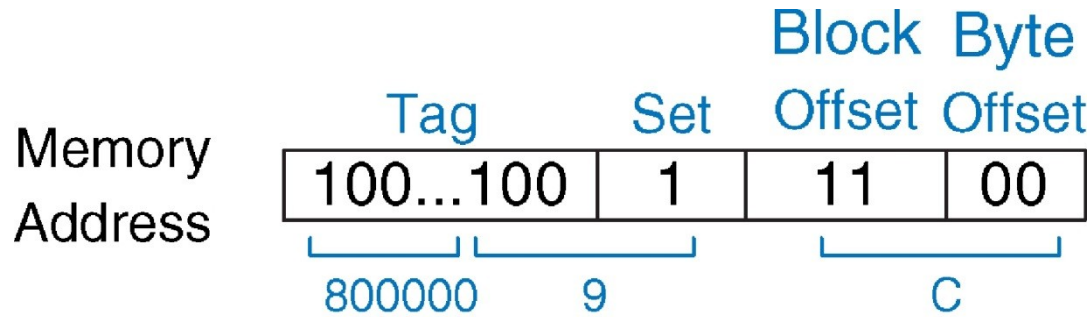 Block Byte
Tag Set Offset Offset
Memory
Address
100...100 1 11 00
800000 9 C